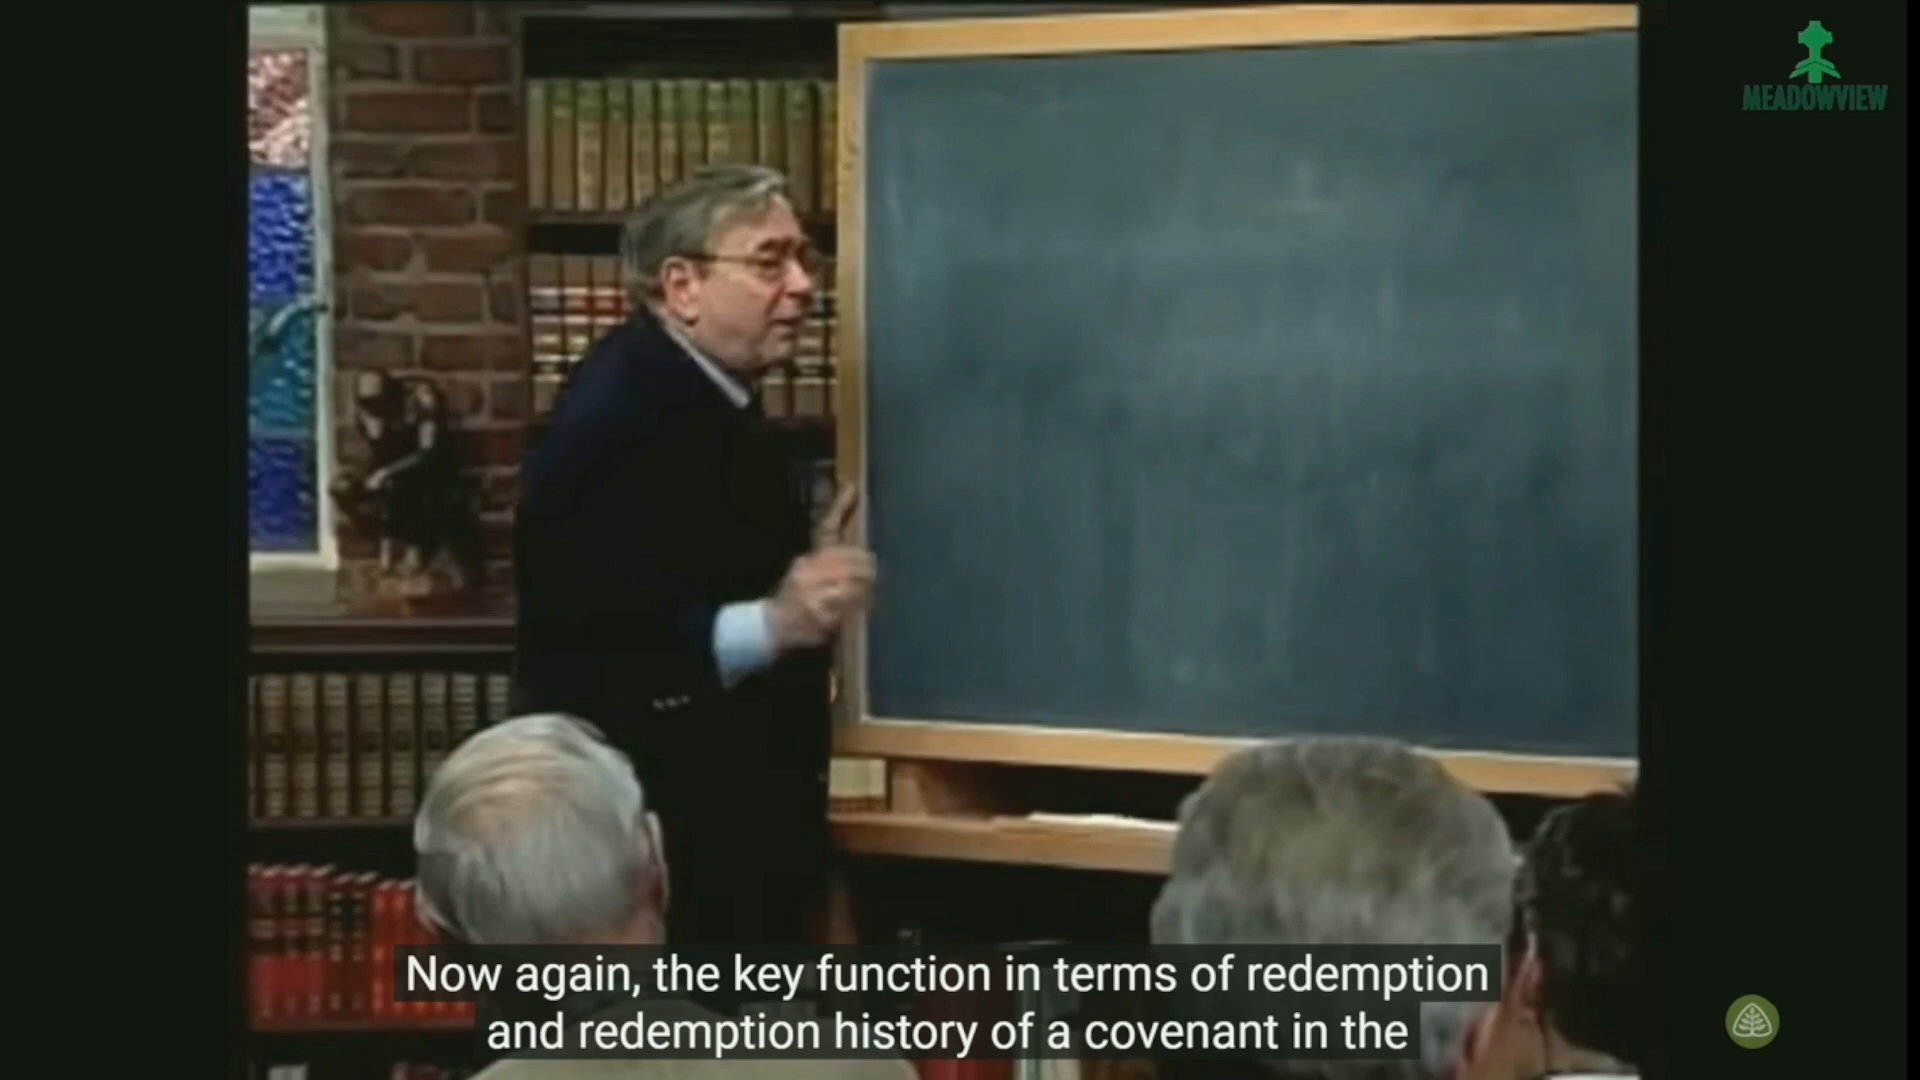 MEADOWVIEW
Now again, the key function in terms of redemption
and redemption history of a covenant in the